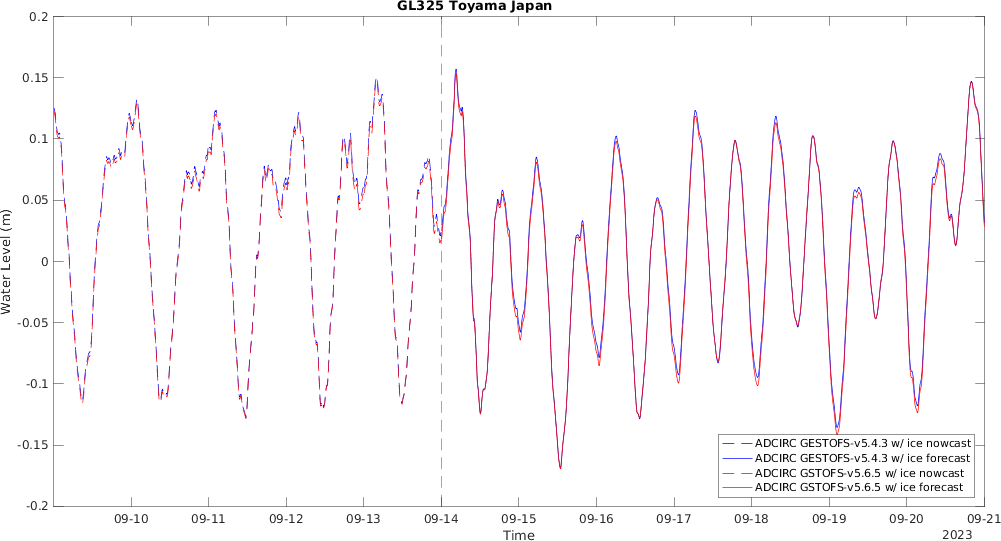 GL325 Toyama Japan
0.2
0.15
0.1
0.05
0
-0.05
-0.1
-0.15
-0.2
Water Level (m)
09-10 09-11 09-12 09-13 09-14 09-15 09-16 09-17 09-18 09-19 09-20 09-21
Time
2023
ADCIRC GESTOFS-v5.4.3 w/ ice nowcast
ADCIRC GESTOFS-v5.4.3 w/ ice forecast
ADCIRC GSTOFS-v5.6.5 w/ ice nowcast
ADCIRC GSTOFS-v5.6.5 w/ ice forecast